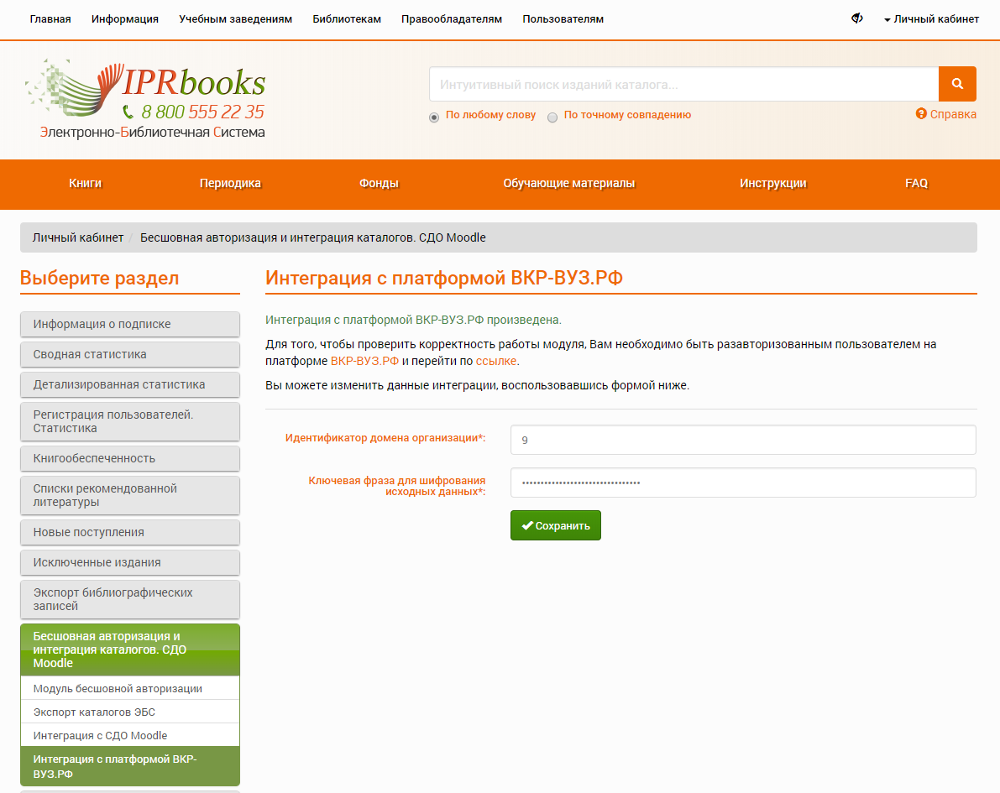 Главная Информация Учебным заведениям Библиотекам Правообладателям Пользователям Личный кабинет
IPRbooks
8 800 555 22 35
Электронно-Библиотечная Система
Интуитивный поиск изданий каталога...
По любому слову По точному совпадению Справка
Книги Периодика Фонды Обучающие материалы Инструкции FAQ
Личный кабинет / Бесшовная авторизация и интеграция каталогов. СДО Moodle
Выберите раздел
Информация о подписке
Сводная статистика
Детализированная статистика
Регистрация пользователей.
Статистика
Книгообеспеченность
Списки рекомендованной
литературы
Новые поступления
Исключенные издания
Экспорт библиографических
записей
Бесшовная авторизация и
интеграция каталогов. СДО
Moodle
Модуль бесшовной авторизации
Экспорт каталогов ЭБС
Интеграция с СДО Moodle
Интеграция с платформой ВКР-
ВУЗ.РФ
Интеграция с платформой ВКР-ВУЗ.РФ
Интеграция с платформой ВКР-ВУЗ.РФ произведена.
Для того, чтобы проверить корректность работы модуля, Вам необходимо быть разавторизованным пользователем на
платформе ВКР-ВУЗ.РФ и перейти по ссылке.
Вы можете изменить данные интеграции, воспользовавшись формой ниже.
Идентификатор домена организации*: 9
Ключевая фраза для шифрования
исходных данных*:
Сохранить